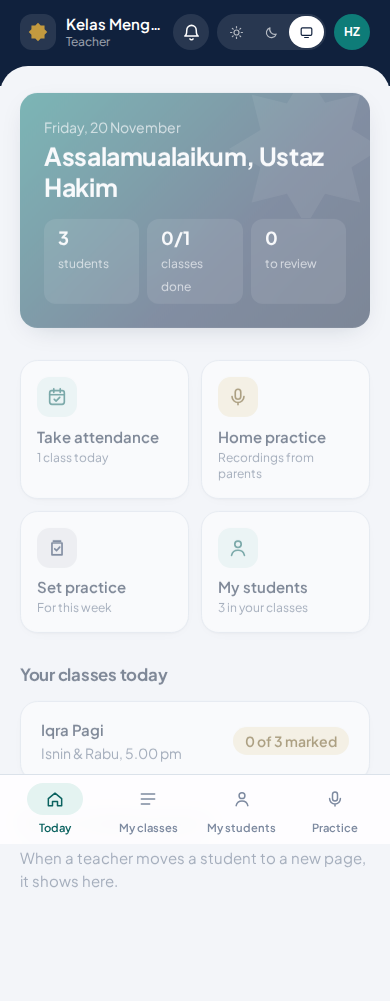 Kelas Meng...
Teacher
HZ
Friday, 20 November
Assalamualaikum, Ustaz
Hakim
3
students
0/1
classes
done
0
to review
Take attendance
1 class today
Home practice
Recordings from
parents
Set practice
For this week
My students
3 in your classes
Your classes today
Iqra Pagi
Isnin & Rabu, 5.00 pm
0 of 3 marked
Today
My classes
My students
Practice
When a teacher moves a student to a new page,
it shows here.